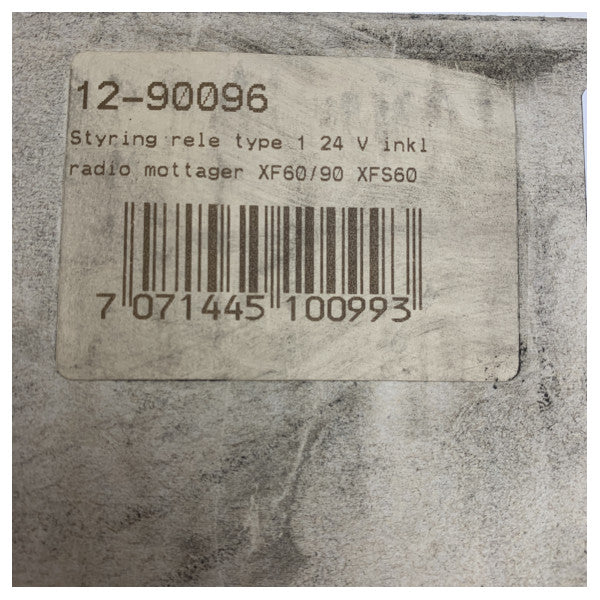 12-90096
Styring rele type 1 24 V inkl
radio mottager XF60/90 XFS60
7 071445 100993